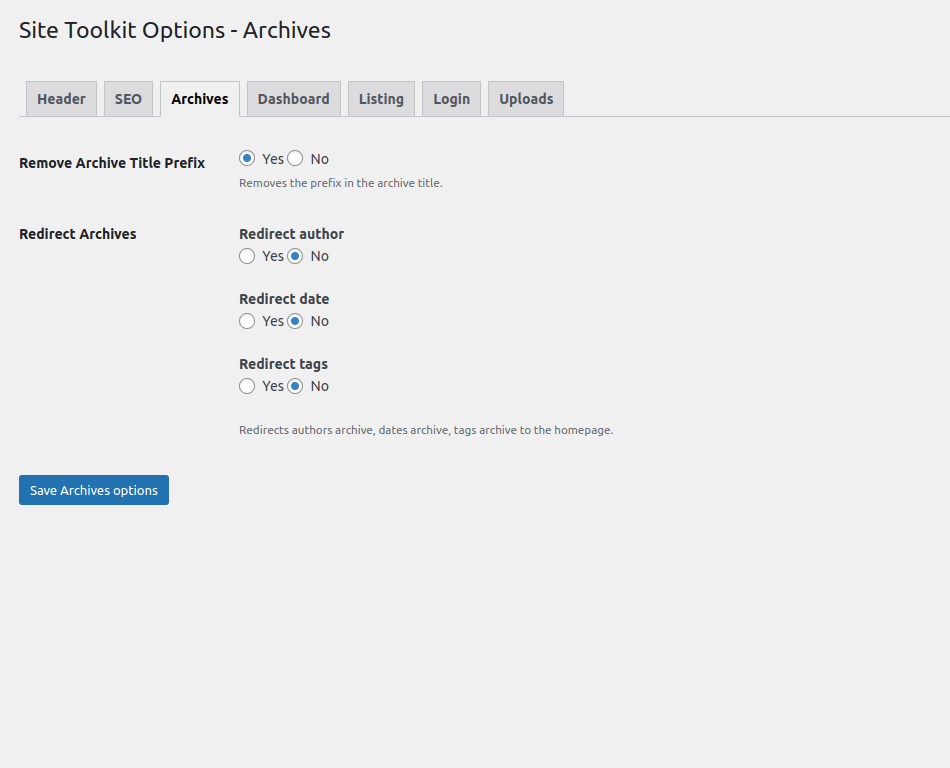 Site Toolkit Options - Archives
Header SEO Archives Dashboard Listing Login Uploads
Remove Archive Title Prefix
Yes No
Removes the prefix in the archive title.
Redirect Archives
Redirect author
Yes No
Redirect date
Yes No
Redirect tags
Yes No
Redirects authors archive, dates archive, tags archive to the homepage.
Save Archives options